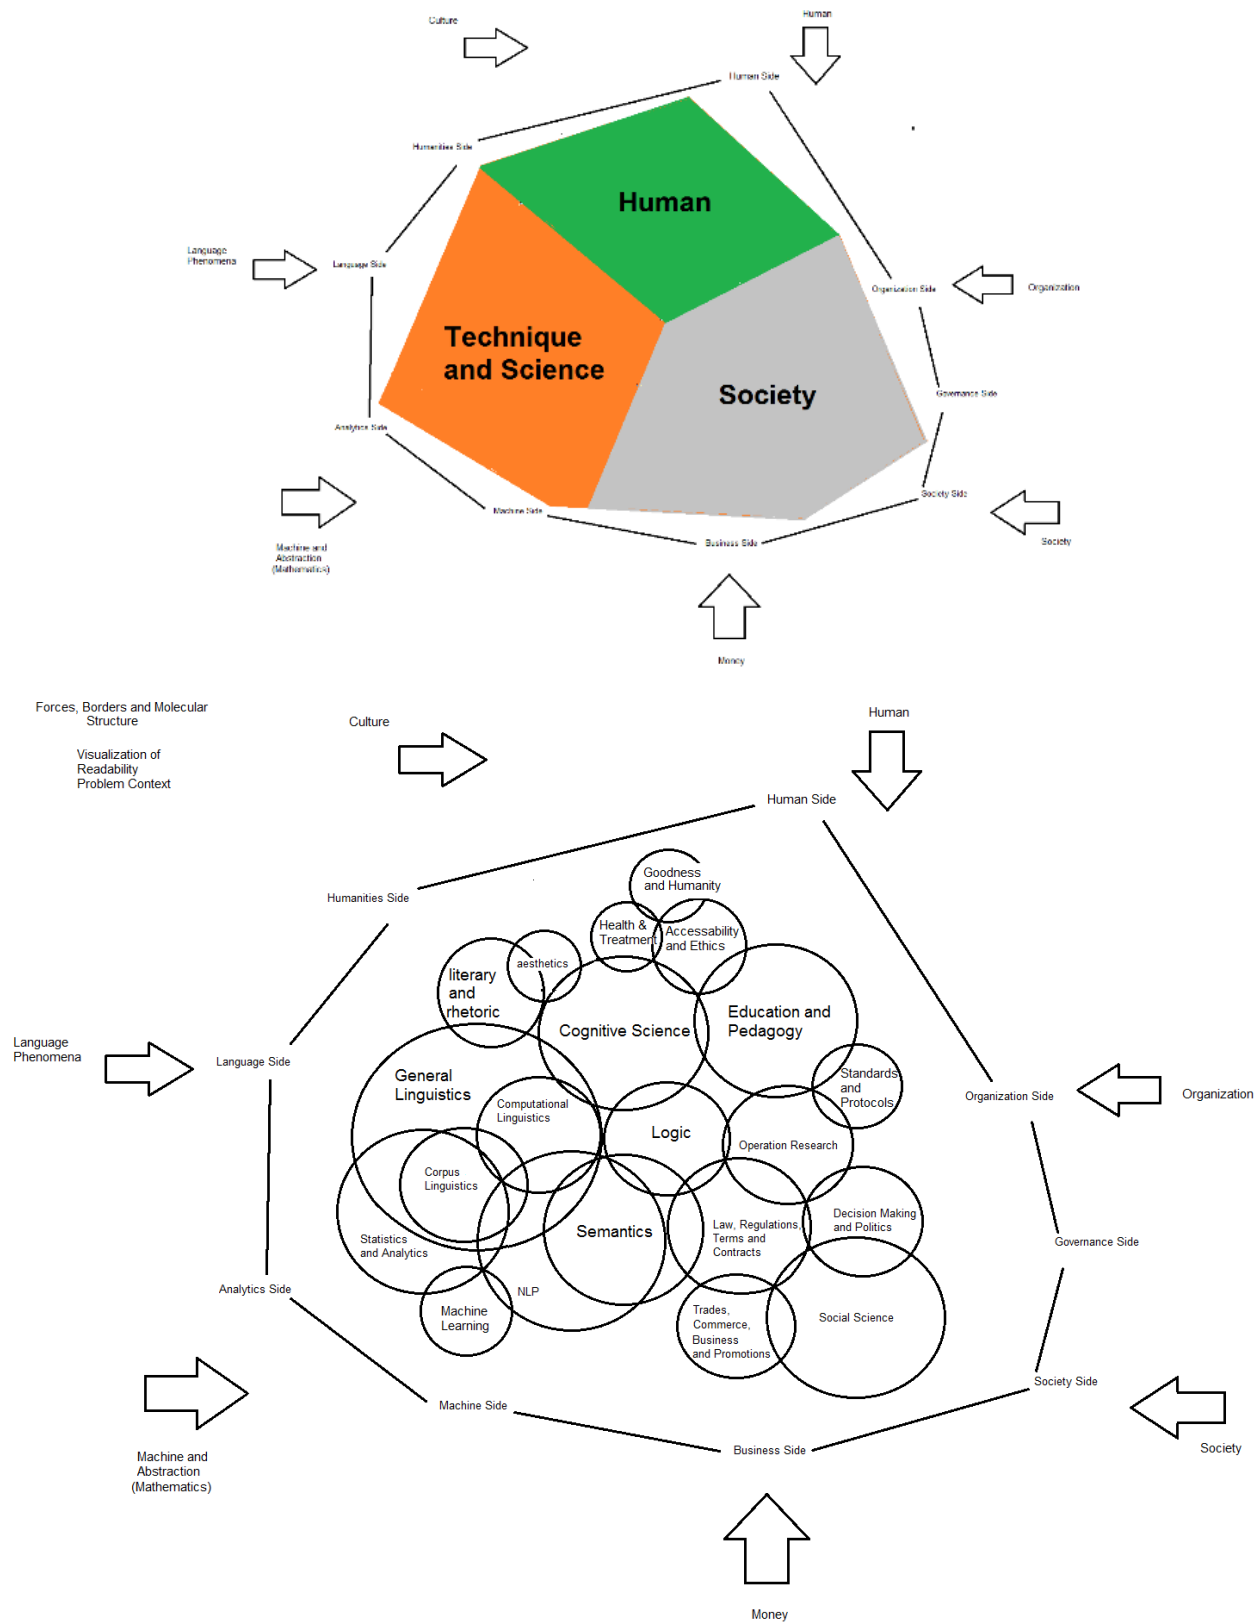 Culture
Human
Human Side
Humanities Side
Human
Language
Phenomena
Language Side
Organization Side
Organization
Technique
and Science
Society
Governance Side
Analytics Side
Society Side
Machine Side
Business Side
Machine and
Abstraction
(Mathematics)
Society
Money
Forces, Borders and Molecular
Structure
Visualization of
Readability
Problem Context
Culture
Human
Human Side
Humanities Side
Goodness
and Humanity
Health &
Treatment
Accessability
and Ethics
aesthetics
literary
and
rhetoric
Cognitive Science
Education and
Pedagogy
Language
Phenomena
Language Side
General
Linguistics
Computational
Linguistics
Logic
Operation Research
Standards
and
Protocols
Organization Side
Organization
Corpus
Linguistics
Statistics
and Analytics
Semantics
Law, Regulations,
Terms and
Contracts
Decision Making
and Politics
Governance Side
Analytics Side
Machine
Learning
NLP
Trades,
Commerce,
Business
and Promotions
Social Science
Society Side
Machine Side
Business Side
Machine and
Abstraction
(Mathematics)
Society
Money